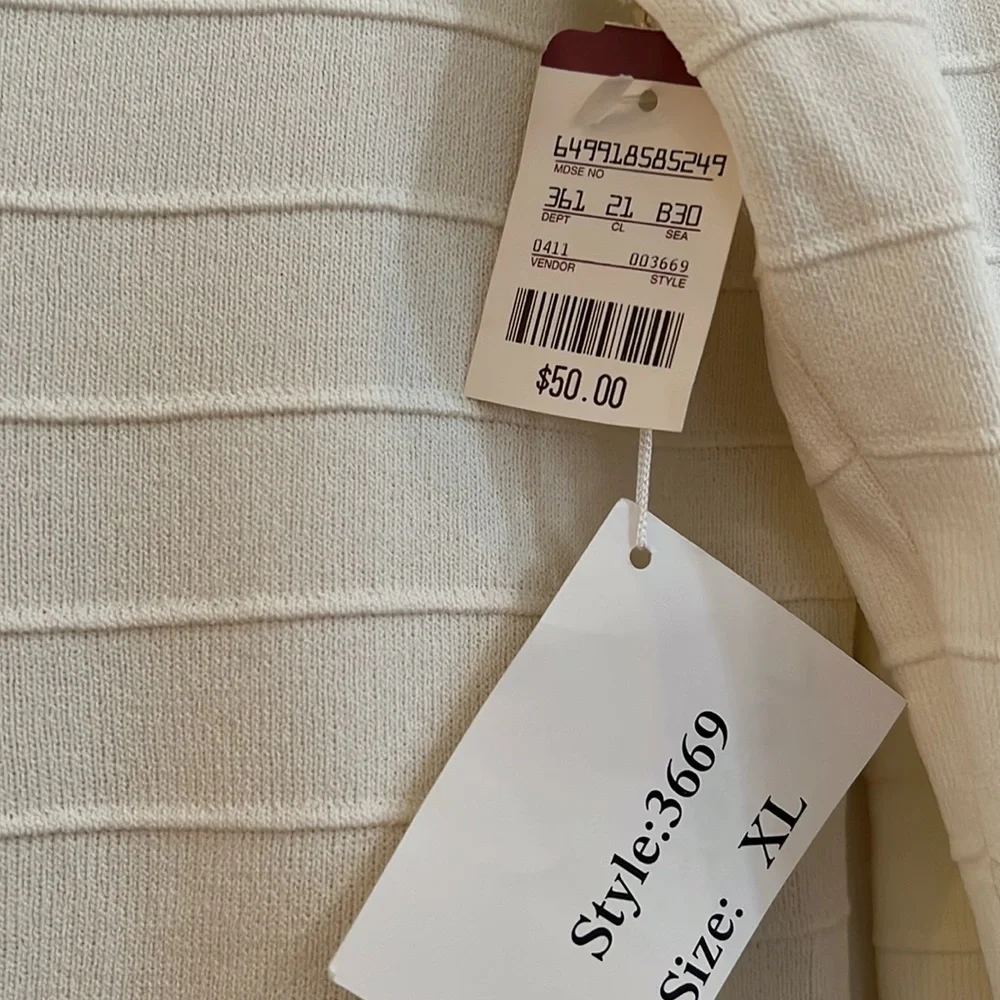 649918585249
MDSE NO
361 21 B30
DEPT CL SEA
0411 003669
VENDOR STYLE
$50.00
Style:3669
Size: XL